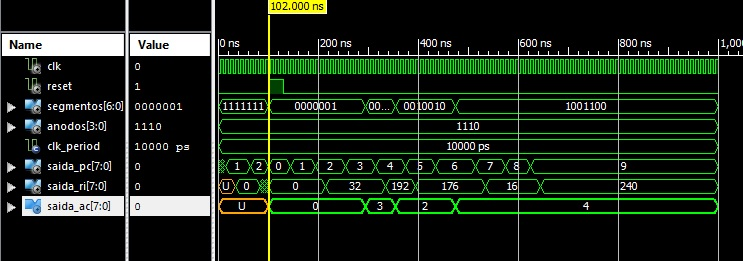 102.000 ns
Name Value 0 ns 200 ns 400 ns 600 ns 800 ns 1,000
clk 0
reset 1
segmentos[6:0] 0000001 1111111 0000001 00... 0010010 1001100
anodos[3:0] 1110 1110
clk_period 10000 ps 10000 ps
saida_pc[7:0] 0 1 2 0 1 2 3 4 5 6 7 8 9
saida_ri[7:0] 0 U 0 0 32 192 176 16 240
saida_ac[7:0] 0 U 0 3 2 4